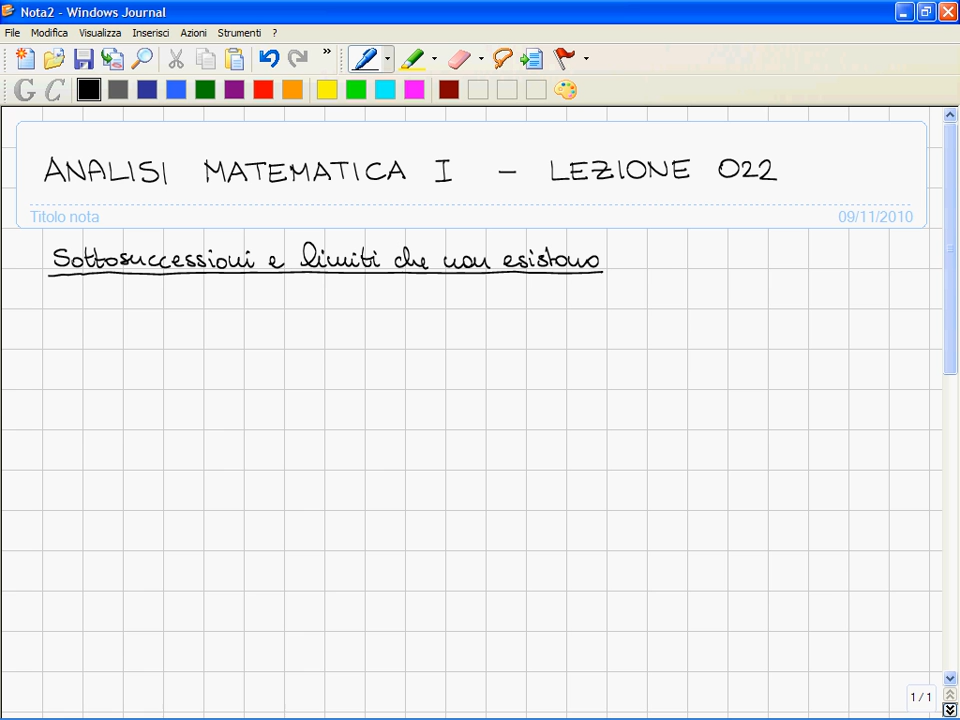 Nota2 - Windows Journal
File Modifica Visualizza Inserisci Azioni Strumenti ?
»
G C
ANALISI MATEMATICA I - LEZIONE 022
Titolo nota 09/11/2010
Sottosuccessioni e limiti che non esistono
1 / 1